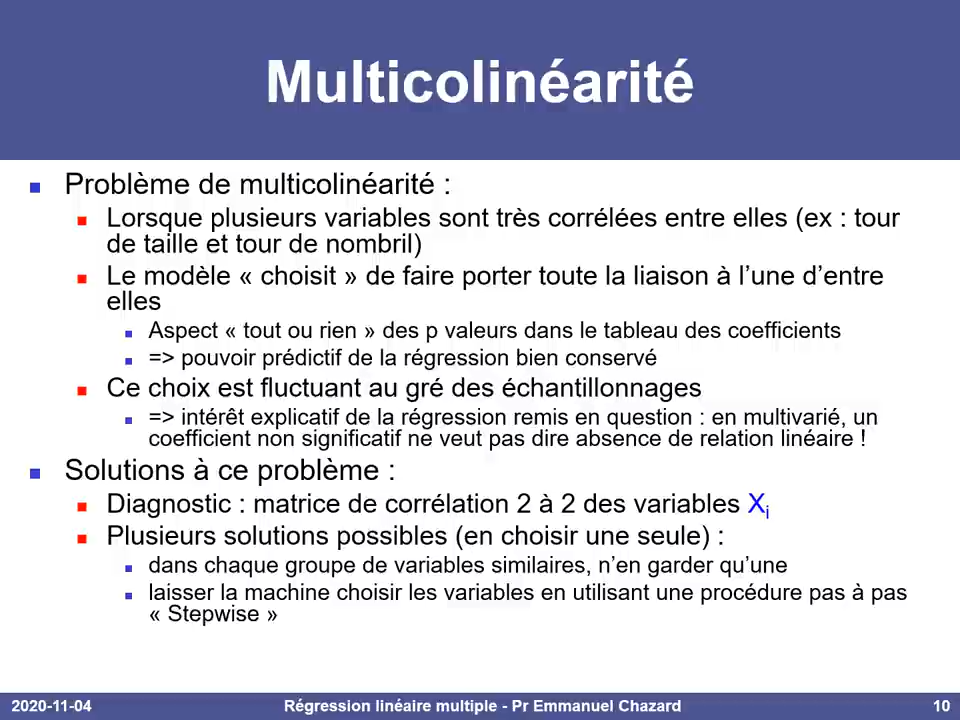 Multicolinéarité
Problème de multicolinéarité :
Lorsque plusieurs variables sont très corrélées entre elles (ex : tour
de taille et tour de nombril)
Le modèle « choisit » de faire porter toute la liaison à l’une d’entre
elles
Aspect « tout ou rien » des p valeurs dans le tableau des coefficients
=> pouvoir prédictif de la régression bien conservé
Ce choix est fluctuant au gré des échantillonnages
=> intérêt explicatif de la régression remis en question : en multivarié, un
coefficient non significatif ne veut pas dire absence de relation linéaire !
Solutions à ce problème :
Diagnostic : matrice de corrélation 2 à 2 des variables Xi
Plusieurs solutions possibles (en choisir une seule) :
dans chaque groupe de variables similaires, n’en garder qu’une
laisser la machine choisir les variables en utilisant une procédure pas à pas
« Stepwise »
2020-11-04 Régression linéaire multiple - Pr Emmanuel Chazard 10